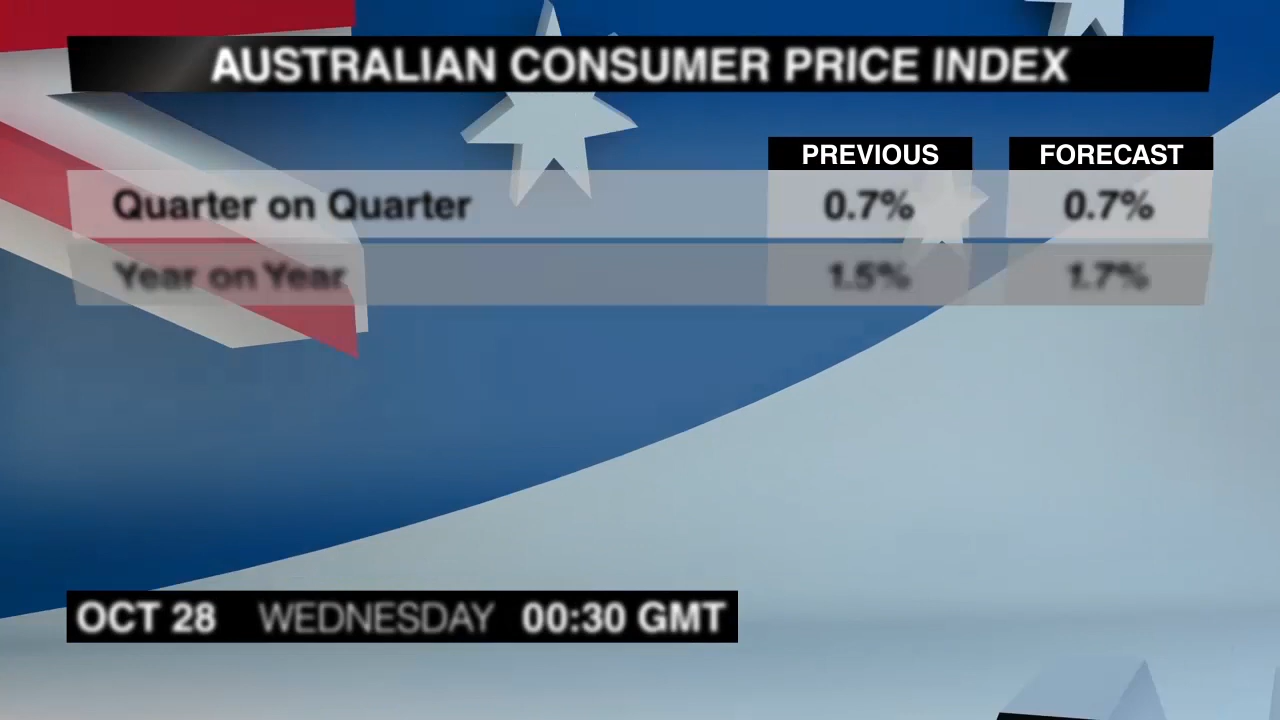 AUSTRALIAN CONSUMER PRICE INDEX
PREVIOUS FORECAST
Quarter on Quarter 0.7% 0.7%
Year on Year 1.5% 1.7%
OCT 28 WEDNESDAY 00:30 GMT